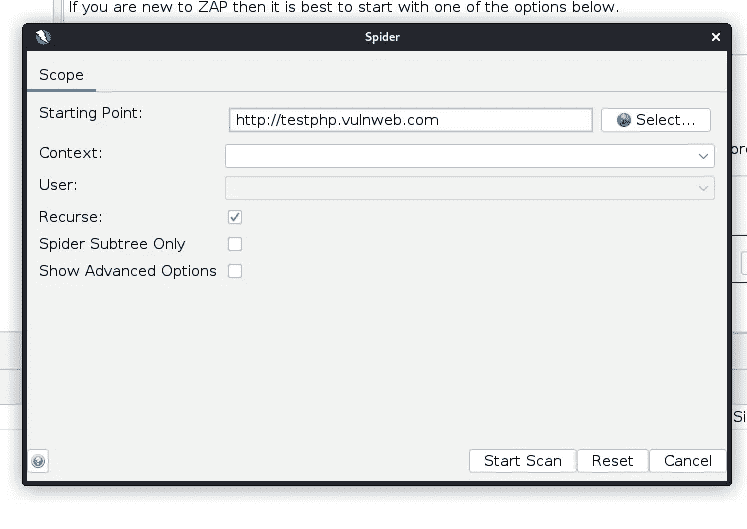 If you are new to ZAP then it is best to start with one of the options below.
Spider
Scope
Starting Point:
http://testphp.vulnweb.com
Select...
Context:
User:
Recurse:
Spider Subtree Only
Show Advanced Options
Start Scan
Reset
Cancel